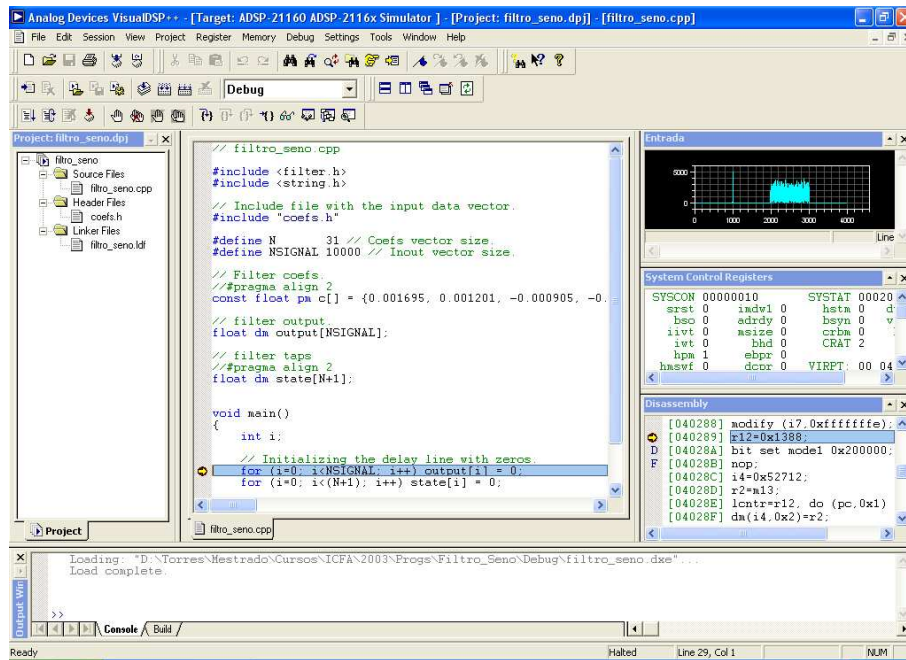 Analog Devices VisualDSP++ - [Target: ADSP-21160 ADSP-2116x Simulator ] - [Project: filtro_seno.dpj] - [filtro_seno.cpp]
File Edit Session View Project Register Memory Debug Settings Tools Window Help
Debug
Project: filtro_seno.dpj
filtro_seno
Source Files
filtro_seno.cpp
Header Files
coefs.h
Linker Files
filtro_seno.ldf
Project
// filtro_seno.cpp
#include <filter.h>
#include <string.h>
// Include file with the input data vector.
#include "coefs.h"
#define N 31 // Coefs vector size.
#define NSIGNAL 10000 // Inout vector size.
// Filter coefs.
//#pragma align 2
const float pm c[] = {0.001695, 0.001201, -0.000905, -0.
// filter output.
float dm output[NSIGNAL];
// filter taps
//#pragma align 2
float dm state[N+1];
void main()
{
int i;
// Initializing the delay line with zeros.
for (i=0; i<NSIGNAL; i++) output[i] = 0;
for (i=0; i<(N+1); i++) state[i] = 0;
filtro_seno.cpp
Entrada
5000
0
0 1000 2000 3000 4000
Line
System Control Registers
SYSCON 00000010 SYSTAT 00020
srst 0 imdw1 0 hstm 0 d
bso 0 adrdy 0 bsyn 0 v
iivt 0 msize 0 crbm 0
iwt 0 bhd 0 CRAT 2
hpm 1 ebpr 0
hmswf 0 dcpr 0 VIRPT: 00 04
Disassembly
[040288] modify (i7,0xfffffffe);
[040289] r12=0x1388;
D [04028A] bit set mode1 0x200000;
F [04028B] nop;
[04028C] i4=0x52712;
[04028D] r2=m13;
[04028E] lcntr=r12, do (pc,0x1)
[04028F] dm(i4,0x2)=r2;
Output Win
Loading: "D:\Torres\Mestrado\Cursos\ICFA\2003\Progs\Filtro_Seno\Debug\filtro_seno.dxe"...
Load complete.
>>
Console Build
Ready Halted Line 29, Col 1 NUM